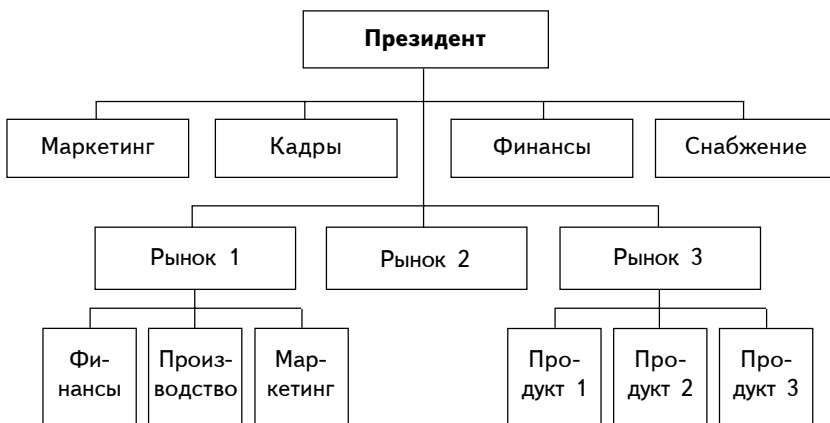 Президент
Маркетинг
Кадры
Финансы
Снабжение
Рынок 1
Рынок 2
Рынок 3
Фи-
нансы
Произ-
водство
Мар-
кетинг
Про-
дукт 1
Про-
дукт 2
Про-
дукт 3